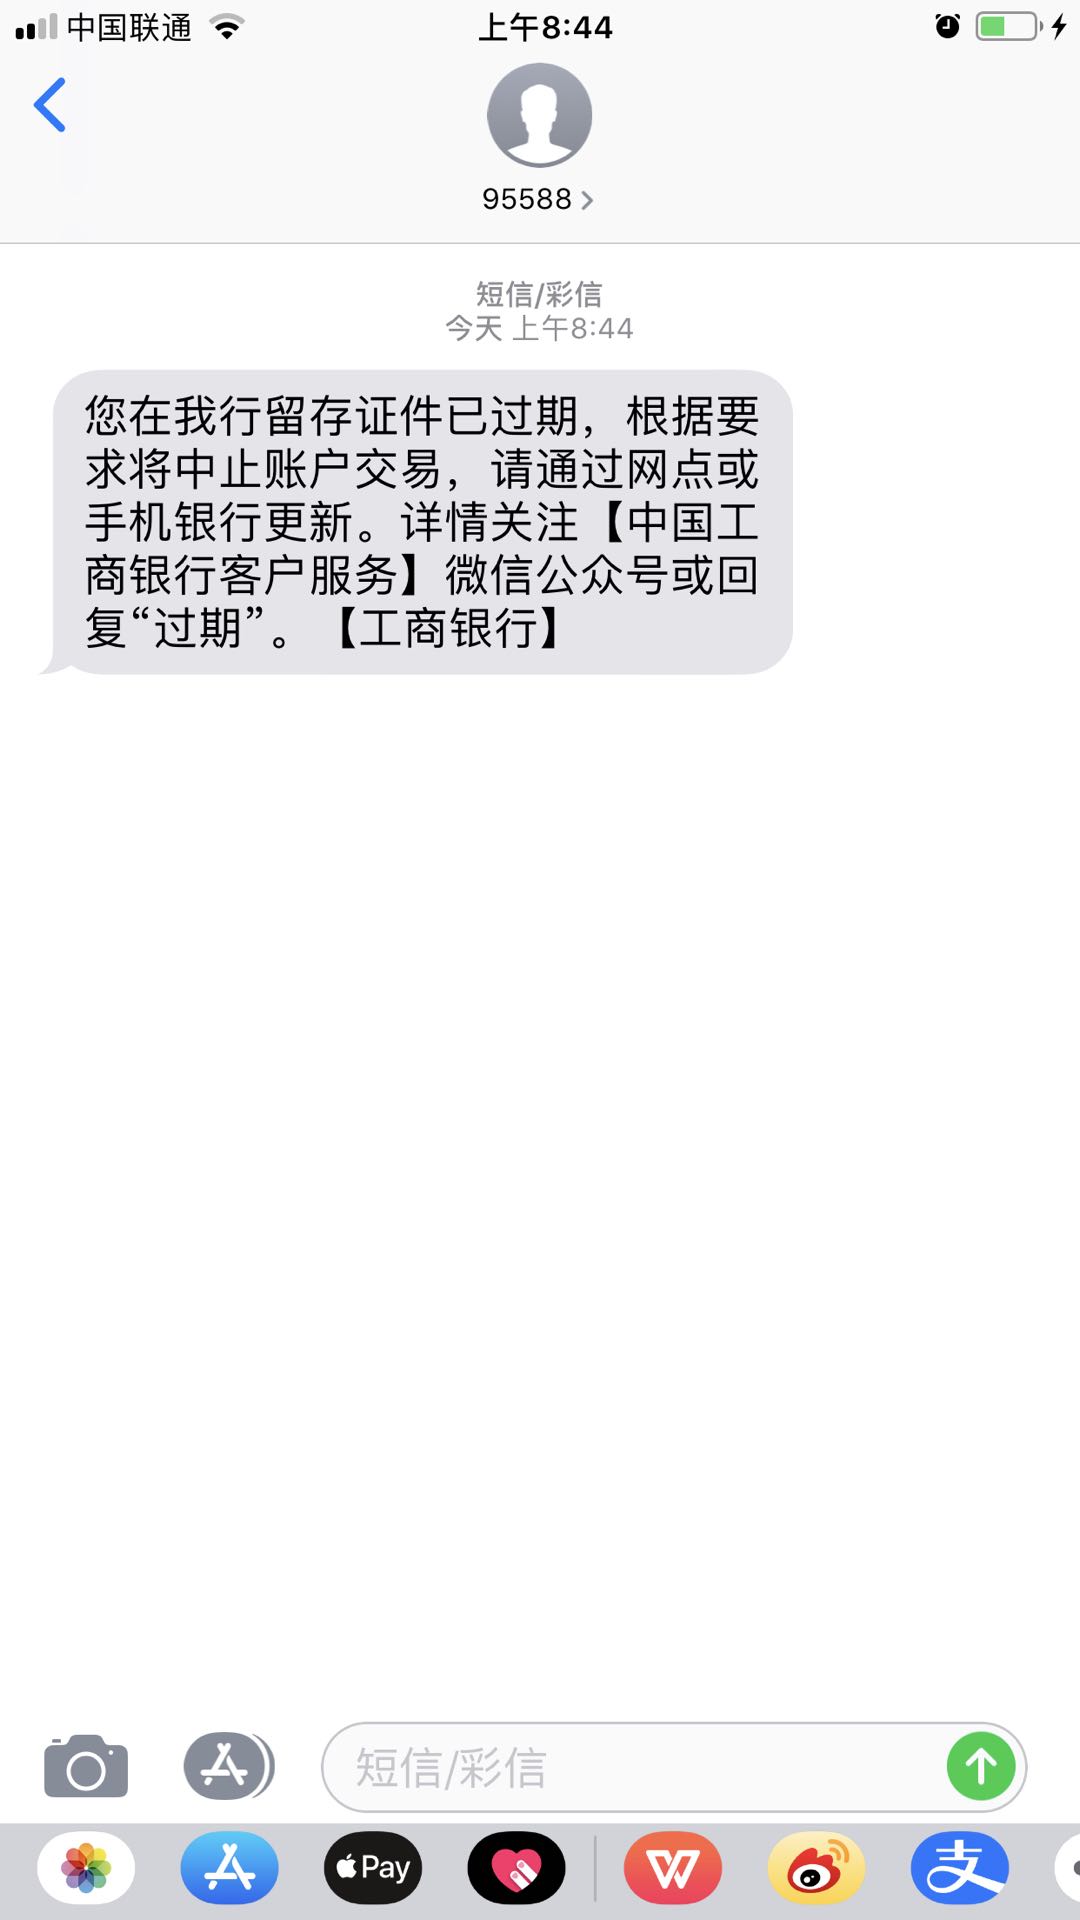 中国联通
上午8:44
95588
短信/彩信
今天 上午8:44
您在我行留存证件已过期，根据要
求将中止账户交易，请通过网点或
手机银行更新。详情关注【中国工
商银行客户服务】微信公众号或回
复“过期”。【工商银行】
短信/彩信
Pay
支